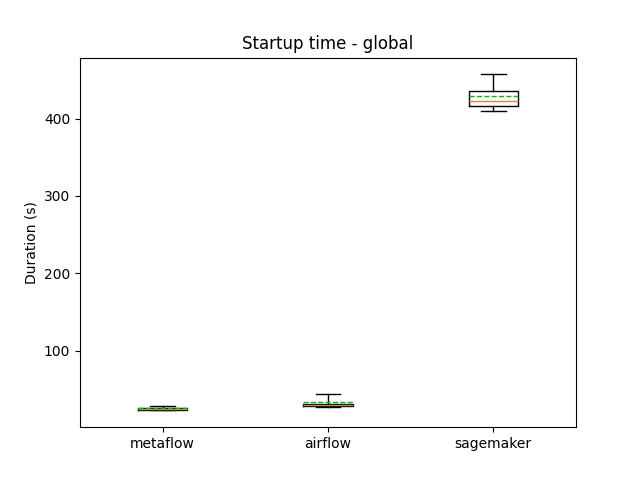 Startup time - global
Duration (s)
400
300
200
100
metaflow
airflow
sagemaker